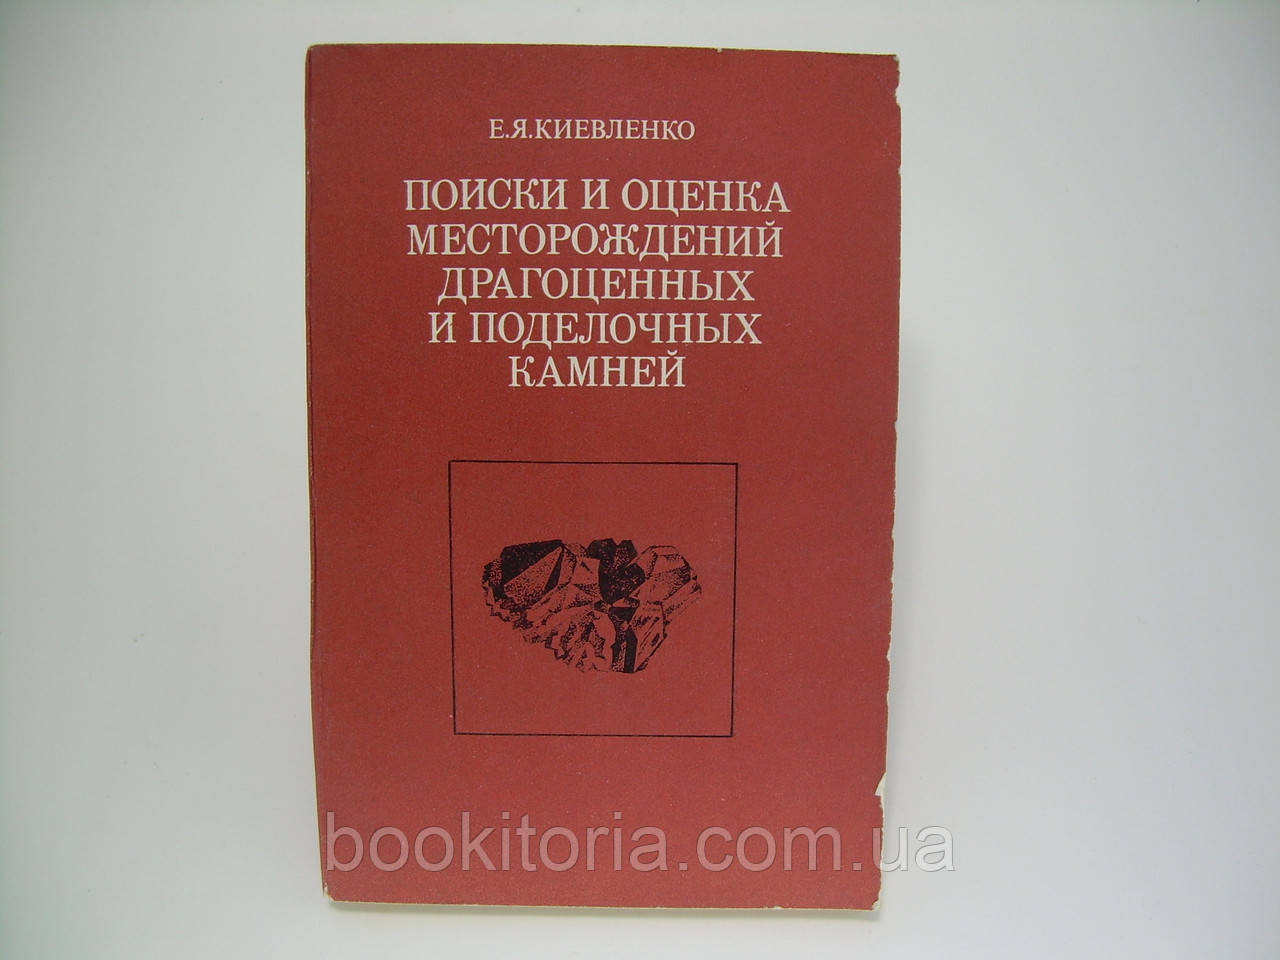 Е.Я.КИЕВЛЕНКО
ПОИСКИ И ОЦЕНКА
МЕСТОРОЖДЕНИЙ
ДРАГОЦЕННЫХ
И ПОДЕЛОЧНЫХ
КАМНЕЙ
bookitoria.com.ua